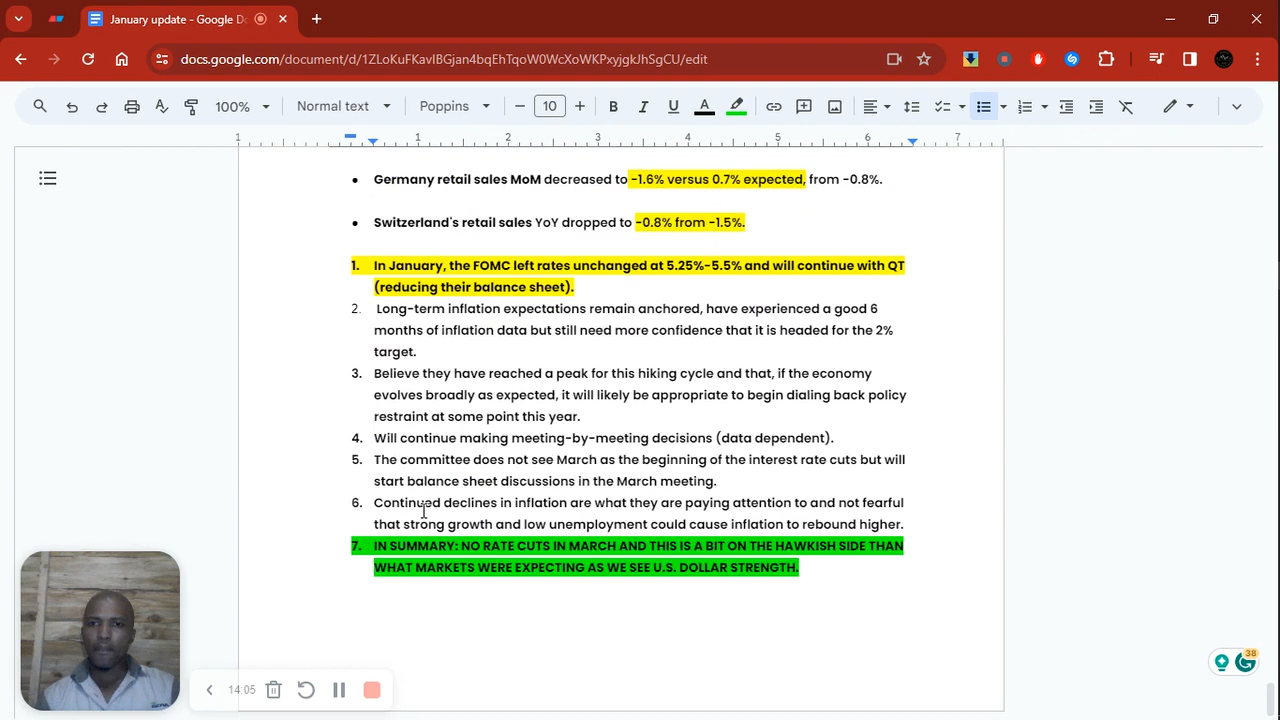 January update - Google Do
docs.google.com/document/d/1ZLoKuFKavIBGjan4bqEhTqoW0WcXoWKPxyjgkJhSgCU/edit
100% Normal text Poppins 10 B I U A
1 1 2 3 4 5 6 7
• Germany retail sales MoM decreased to -1.6% versus 0.7% expected, from -0.8%.
• Switzerland's retail sales YoY dropped to -0.8% from -1.5%.
1. In January, the FOMC left rates unchanged at 5.25%-5.5% and will continue with QT
(reducing their balance sheet).
2. Long-term inflation expectations remain anchored, have experienced a good 6
months of inflation data but still need more confidence that it is headed for the 2%
target.
3. Believe they have reached a peak for this hiking cycle and that, if the economy
evolves broadly as expected, it will likely be appropriate to begin dialing back policy
restraint at some point this year.
4. Will continue making meeting-by-meeting decisions (data dependent).
5. The committee does not see March as the beginning of the interest rate cuts but will
start balance sheet discussions in the March meeting.
6. Continued declines in inflation are what they are paying attention to and not fearful
that strong growth and low unemployment could cause inflation to rebound higher.
7. IN SUMMARY: NO RATE CUTS IN MARCH AND THIS IS A BIT ON THE HAWKISH SIDE THAN
WHAT MARKETS WERE EXPECTING AS WE SEE U.S. DOLLAR STRENGTH.
38
14:05